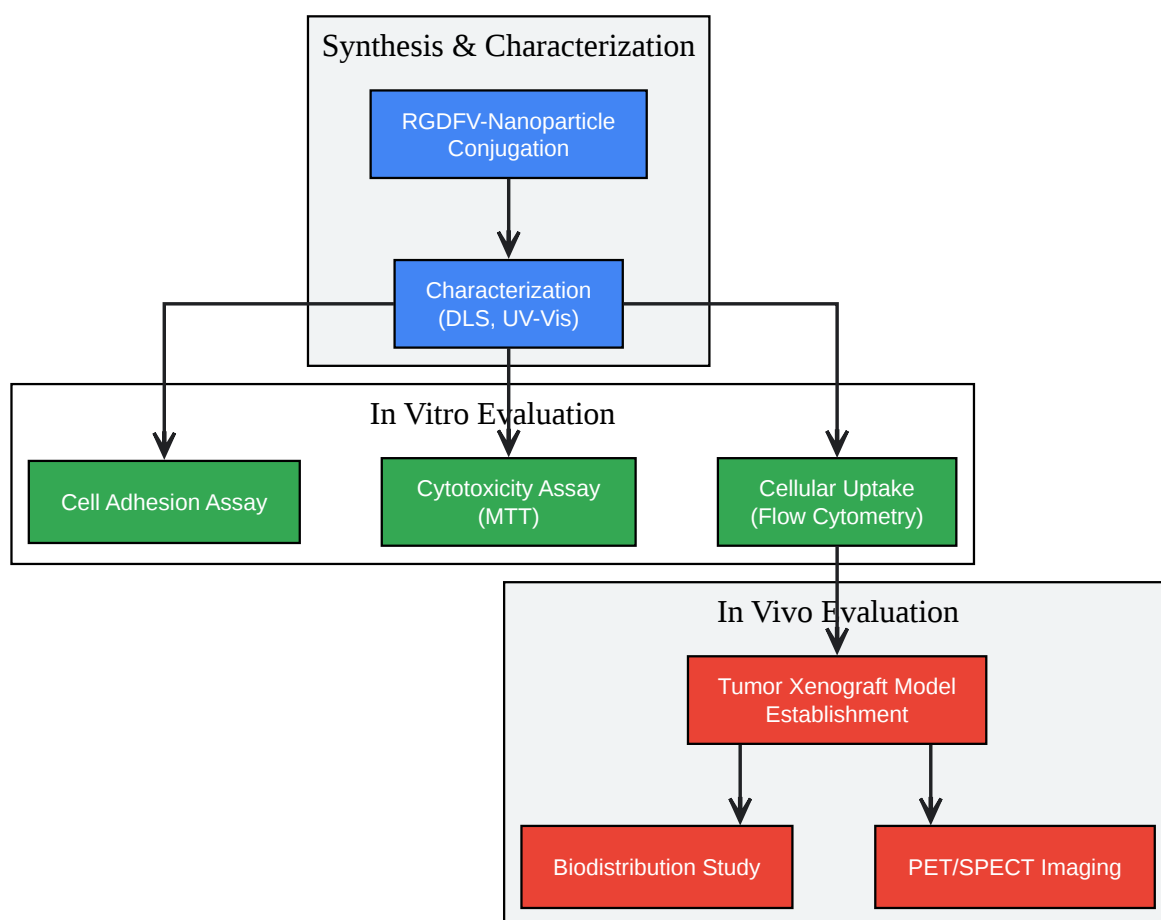 Synthesis & Characterization
RGDFV-Nanoparticle
Conjugation
Characterization
(DLS, UV-Vis)
In Vitro Evaluation
Cell Adhesion Assay
Cytotoxicity Assay
(MTT)
Cellular Uptake
(Flow Cytometry)
In Vivo Evaluation
Tumor Xenograft Model
Establishment
Biodistribution Study
PET/SPECT Imaging